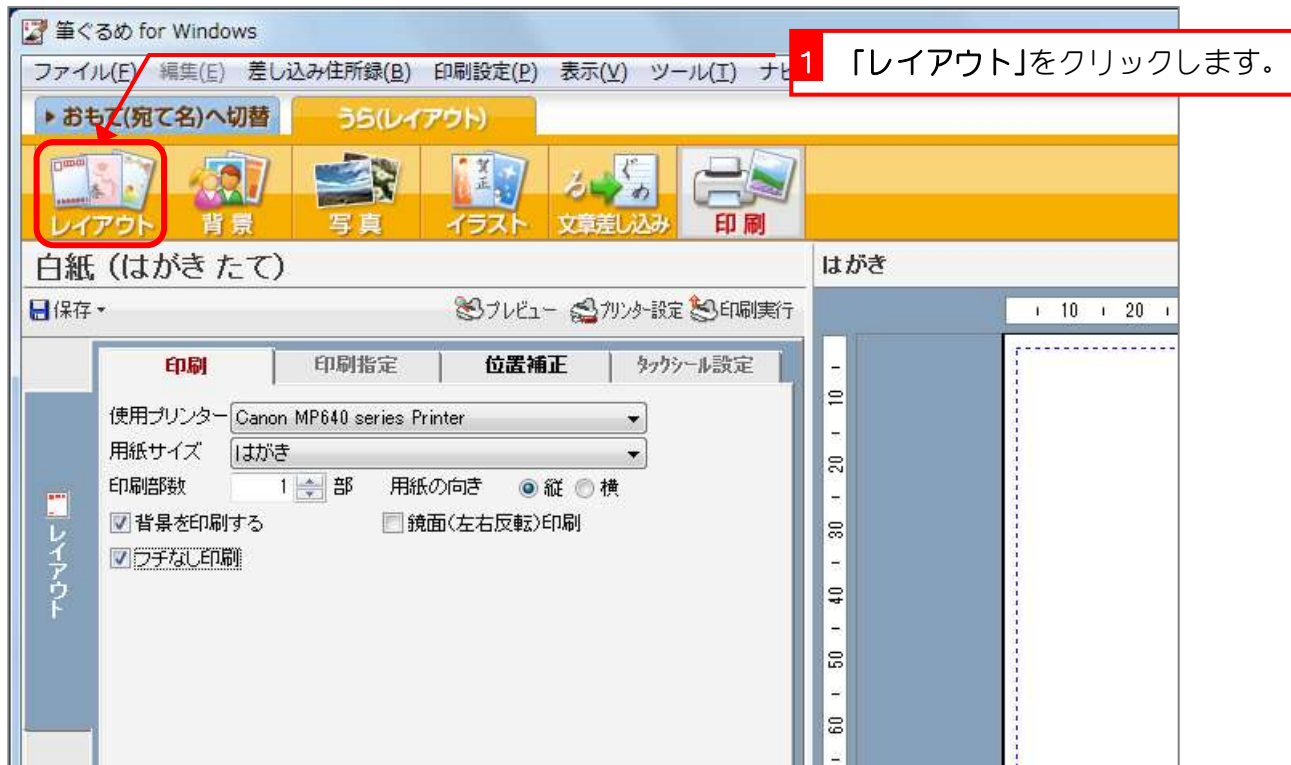 筆ぐるめ for Windows
1 「レイアウト」をクリックします。
ファイル(F) 編集(E) 差し込み住所録(B) 印刷設定(P) 表示(V) ツール(T) ナビ
おもて(宛て名)へ切替 うら(レイアウト)
レイアウト 背景 写真 イラスト 文章差し込み 印刷
白紙 (はがき たて) はがき
保存 プレビュー プリンター設定 印刷実行
10 20
印刷 印刷指定 位置補正 タックシール設定
使用プリンター Canon MP640 series Printer
用紙サイズ はがき
印刷部数 1 部 用紙の向き 縦 横
背景を印刷する 鏡面(左右反転)印刷
フチなし印刷
レイアウト
10
20
30
40
50
60